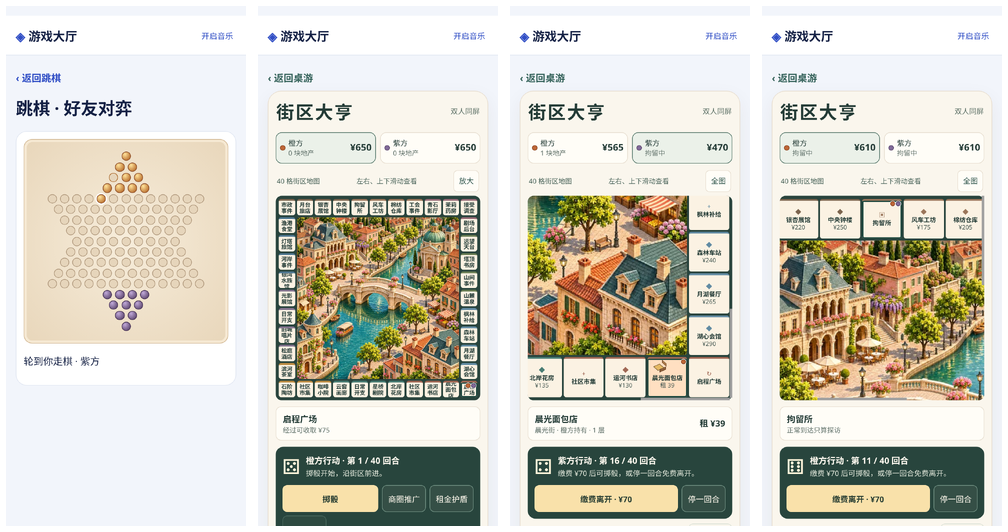 ◈ 游戏大厅
开启音乐
‹ 返回跳棋
跳棋 · 好友对弈
轮到你走棋 · 紫方
◈ 游戏大厅
开启音乐
‹ 返回桌游
街区大亨
双人同屏
橙方
0 块地产
¥650
紫方
0 块地产
¥650
40 格街区地图
左右、上下滑动查看
放大
启程广场
经过可收取 ¥75
橙方行动 · 第 1 / 40 回合
掷骰开始，沿街区前进。
掷骰
商圈推广
租金护盾
◈ 游戏大厅
开启音乐
‹ 返回桌游
街区大亨
双人同屏
橙方
1 块地产
¥565
紫方
拘留中
¥470
40 格街区地图
左右、上下滑动查看
全图
枫林补给
森林车站
¥240
月湖餐厅
¥265
湖心会馆
¥290
北岸花房
¥135
社区市集
运河书店
¥130
晨光面包店
租 ¥39
启程广场
晨光面包店
晨光街 · 橙方持有 · 1 层
租 ¥39
紫方行动 · 第 16 / 40 回合
缴费 ¥70 后可掷骰，或停一回合免费离开。
缴费离开 · ¥70
停一回合
◈ 游戏大厅
开启音乐
‹ 返回桌游
街区大亨
双人同屏
橙方
拘留中
¥610
紫方
拘留中
¥610
40 格街区地图
左右、上下滑动查看
全图
银杏展馆
¥220
中央钟楼
¥250
拘留所
风车工坊
¥175
棉纺仓库
¥205
拘留所
正常到达只算探访
橙方行动 · 第 11 / 40 回合
缴费 ¥70 后可掷骰，或停一回合免费离开。
缴费离开 · ¥70
停一回合